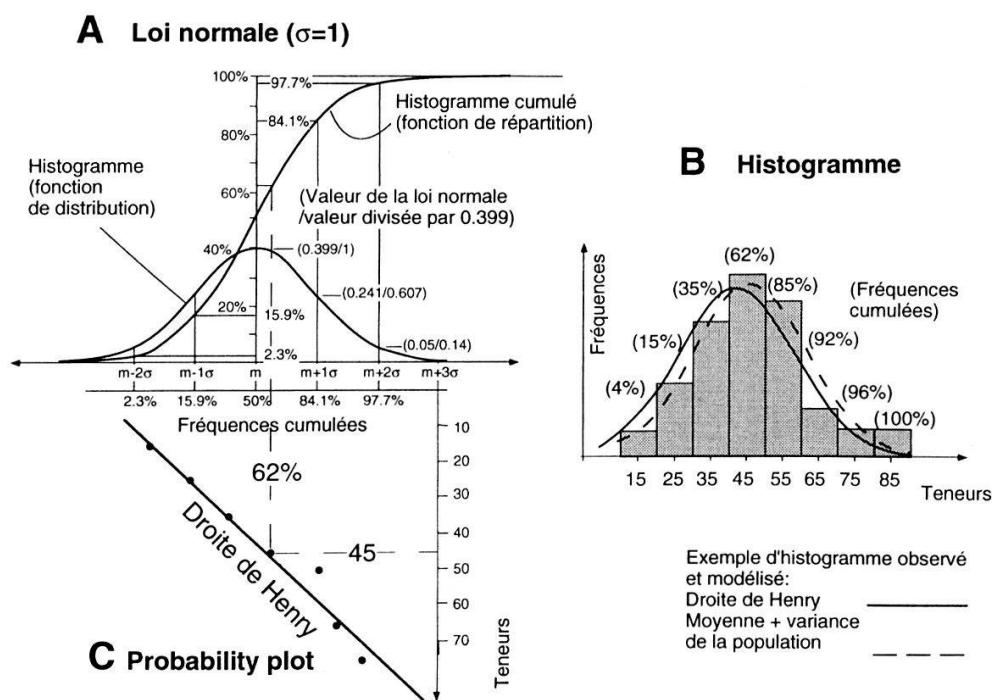 A Loi normale (σ=1)
100%
97.7%
Histogramme cumulé
(fonction de répartition)
84.1%
80%
Histogramme
(fonction
de distribution)
60%
(Valeur de la loi normale
/valeur divisée par 0.399)
40%
(0.399/1)
(0.241/0.607)
20%
15.9%
(0.05/0.14)
2.3%
m-2σ m-1σ m m+1σ m+2σ m+3σ
2.3% 15.9% 50% 84.1% 97.7%
Fréquences cumulées
10
20
30
40
50
60
70
Teneurs
62%
45
Droite de Henry
C Probability plot
B Histogramme
Fréquences
(4%)
(15%)
(35%)
(62%)
(85%)
(92%)
(96%)
(100%)
(Fréquences
cumulées)
15 25 35 45 55 65 75 85
Teneurs
Exemple d'histogramme observé
et modélisé:
Droite de Henry
Moyenne + variance
de la population